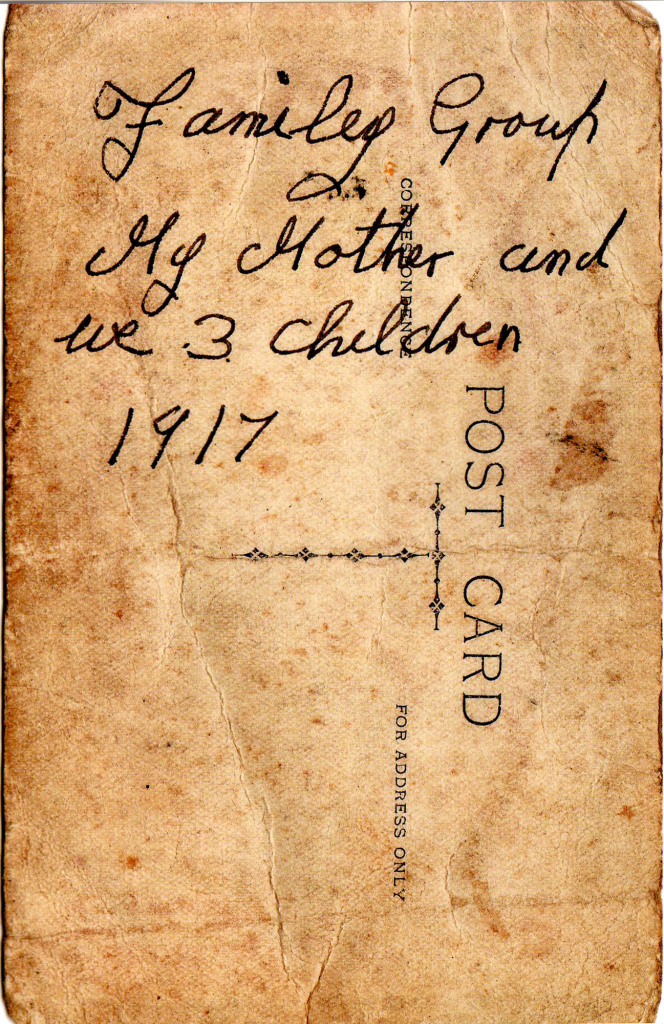 Family Group
My Mother and
we 3 children
1917
CORRESPONDENCE
POST CARD
FOR ADDRESS ONLY